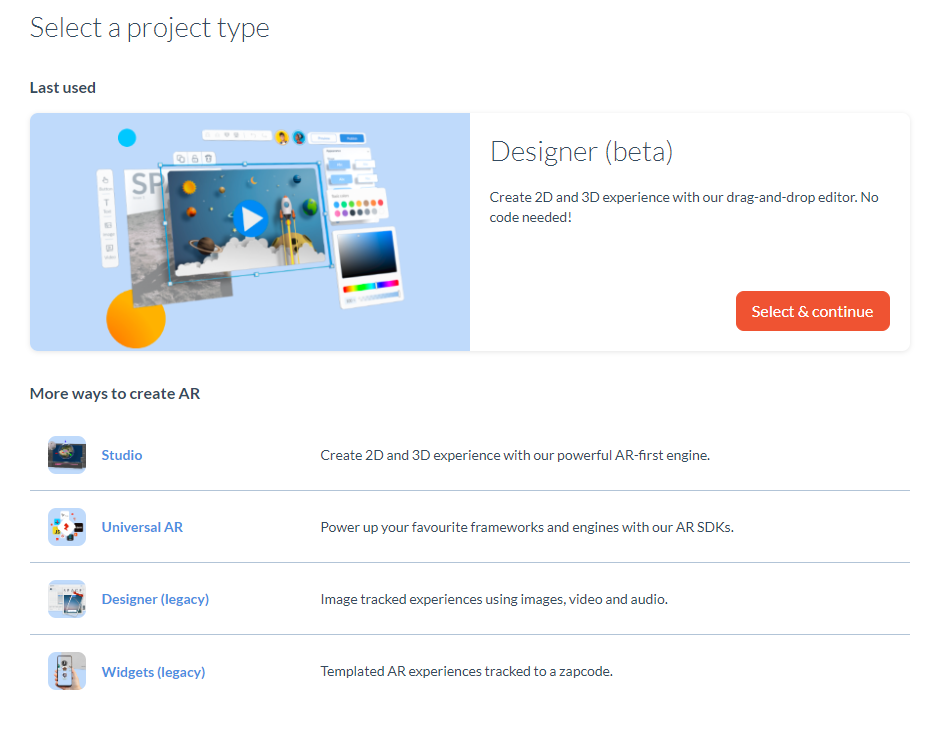 Select a project type
Last used
SPA
Designer (beta)
Create 2D and 3D experience with our drag-and-drop editor. No
code needed!
Select & continue
More ways to create AR
Studio
Create 2D and 3D experience with our powerful AR-first engine.
Universal AR
Power up your favourite frameworks and engines with our AR SDKs.
Designer (legacy)
Image tracked experiences using images, video and audio.
Widgets (legacy)
Templated AR experiences tracked to a zapcode.